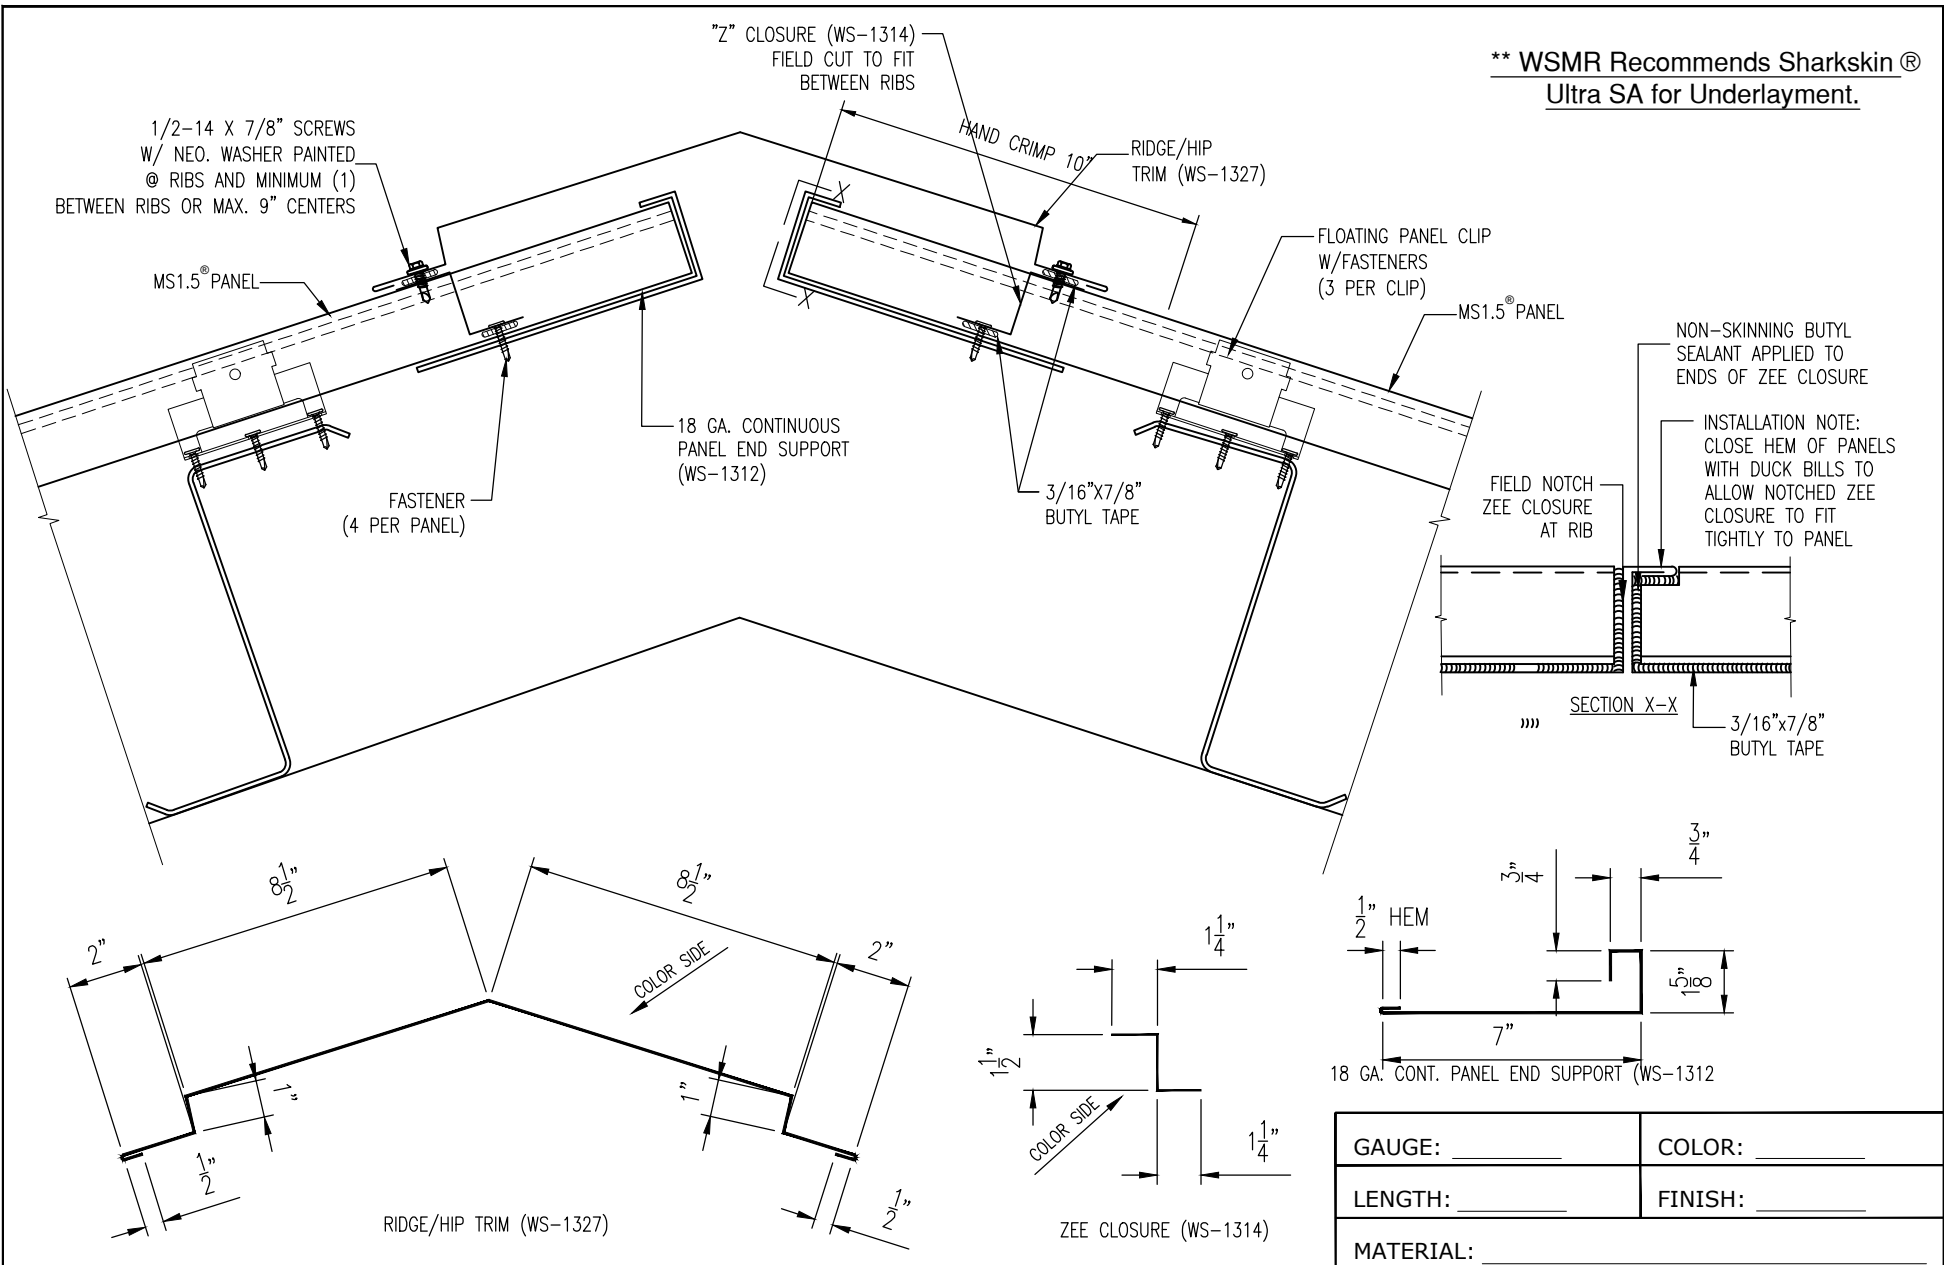 "Z" CLOSURE (WS-1314)
FIELD CUT TO FIT
BETWEEN RIBS
** WSMR Recommends Sharkskin ®
Ultra SA for Underlayment.
1/2-14 X 7/8" SCREWS
W/ NEO. WASHER PAINTED
@ RIBS AND MINIMUM (1)
BETWEEN RIBS OR MAX. 9" CENTERS
HAND CRIMP 10"
RIDGE/HIP
TRIM (WS-1327)
X
X
MS1.5® PANEL
FLOATING PANEL CLIP
W/FASTENERS
(3 PER CLIP)
MS1.5® PANEL
NON-SKINNING BUTYL
SEALANT APPLIED TO
ENDS OF ZEE CLOSURE
18 GA. CONTINUOUS
PANEL END SUPPORT
(WS-1312)
FASTENER
(4 PER PANEL)
3/16"X7/8"
BUTYL TAPE
FIELD NOTCH
ZEE CLOSURE
AT RIB
INSTALLATION NOTE:
CLOSE HEM OF PANELS
WITH DUCK BILLS TO
ALLOW NOTCHED ZEE
CLOSURE TO FIT
TIGHTLY TO PANEL
SECTION X-X
3/16"x7/8"
BUTYL TAPE
2"
8 1/2"
8 1/2"
2"
COLOR SIDE
1"
1"
1/2"
1/2"
RIDGE/HIP TRIM (WS-1327)
1 1/4"
1 1/2"
COLOR SIDE
1 1/4"
ZEE CLOSURE (WS-1314)
1/2" HEM
3/4"
3/4"
1 5/8"
7"
18 GA. CONT. PANEL END SUPPORT (WS-1312
GAUGE: ________ COLOR: ________
LENGTH: ________ FINISH: ________
MATERIAL: ________